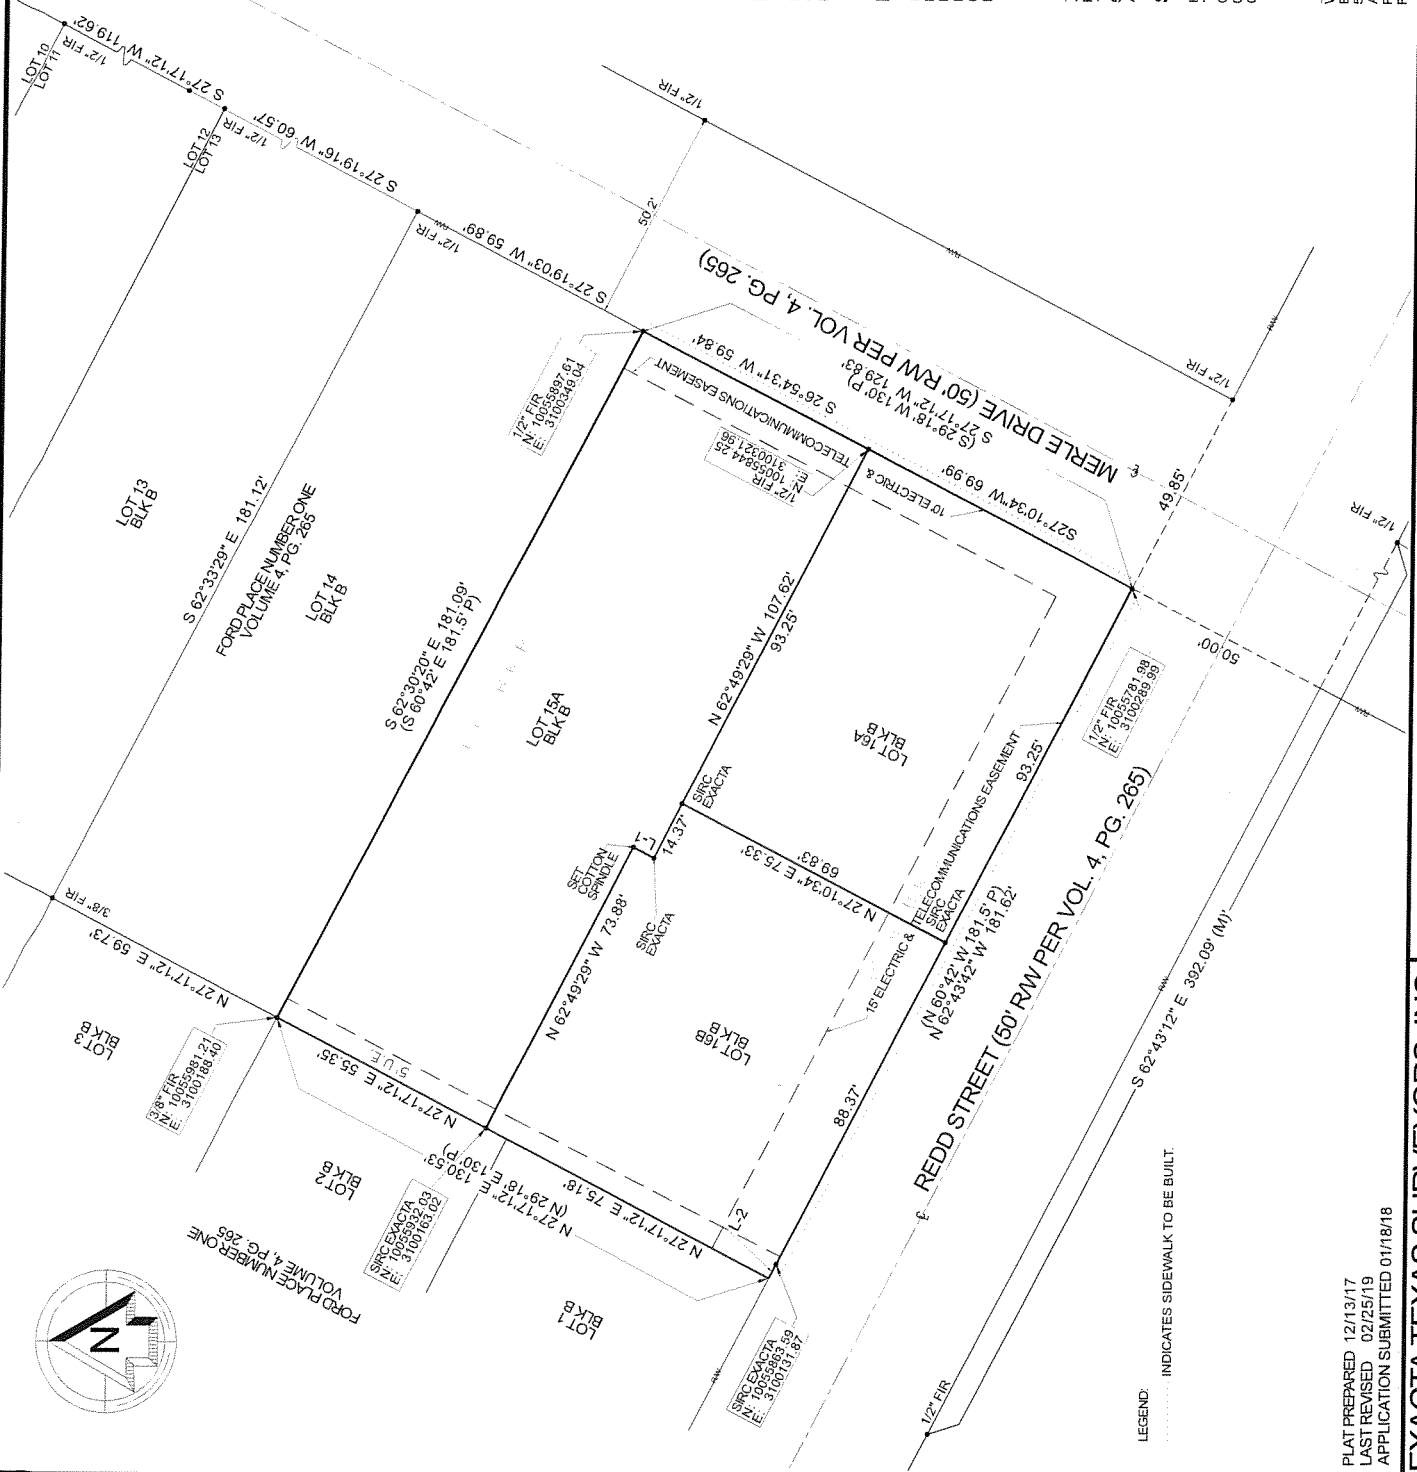 LOT 10
LOT 11
1/2" FIR
S 27°17'12" W 119.62'
LOT 12
LOT 13
1/2" FIR
S 27°19'16" W 60.57'
1/2" FIR
R/W
S 27°19'03" W 59.89'
1/2" FIR
50.2'
R/W
LOT 13
BLK B
S 62°33'29" E 181.12'
FORD PLACE NUMBER ONE
VOLUME 4, PG. 265
LOT 14
BLK B
1/2" FIR
N: 10055897.61
E: 3100349.04
MERLE DRIVE (50' R/W PER VOL. 4, PG. 265)
(S 29°18' W 130' P)
S 27°17'12" W 129.83'
S 26°54'31" W 59.84'
TELECOMMUNICATIONS EASEMENT
10' ELECTRIC &
1/2" FIR
N: 10055844.25
E: 3100321.96
S27°10'34"W 69.99'
1/2" FIR
R/W
49.85'
1/2" FIR
S 62°30'20" E 181.09'
(S 60°42' E 181.5' P)
LOT 15A
BLK B
N 62°49'29" W 107.62'
93.25'
LOT 16A
BLK B
SIRC
EXACTA
14.37'
L-1
SET
COTTON
SPINDLE
SIRC
EXACTA
N 62°49'29" W 73.88'
N 27°10'34" E 75.33'
69.83'
93.25'
15' ELECTRIC &
TELECOMMUNICATIONS EASEMENT
SIRC
EXACTA
1/2" FIR
N: 10055781.98
E: 3100289.99
50.00'
R/W
3/8" FIR
N 27°17'12" E 59.73'
LOT 3
BLK B
3/8" FIR
N: 10055981.21
E: 3100188.40
N 27°17'12" E 55.35'
5' U E
LOT 16B
BLK B
LOT 2
BLK B
SIRC EXACTA
N: 10055932.03
E: 3100163.02
N 27°17'12" E 130.53'
(N 29°18' E 130' P)
N 27°17'12" E 75.18'
L-2
FORD PLACE NUMBER ONE
VOLUME 4, PG. 265
LOT 1
BLK B
88.37'
(N 60°42' W 181.5' P)
N 62°43'42" W 181.62'
REDD STREET (50' R/W PER VOL. 4, PG. 265)
SIRC EXACTA
N: 10055863.59
E: 3100131.87
R/W
R/W
S 62°43'12" E 392.09' (M)'
1/2" FIR
N
LEGEND:
INDICATES SIDEWALK TO BE BUILT.
PLAT PREPARED 12/13/17
LAST REVISED 02/25/19
APPLICATION SUBMITTED 01/18/18
EXACTA TEXAS SURVEYORS, INC.